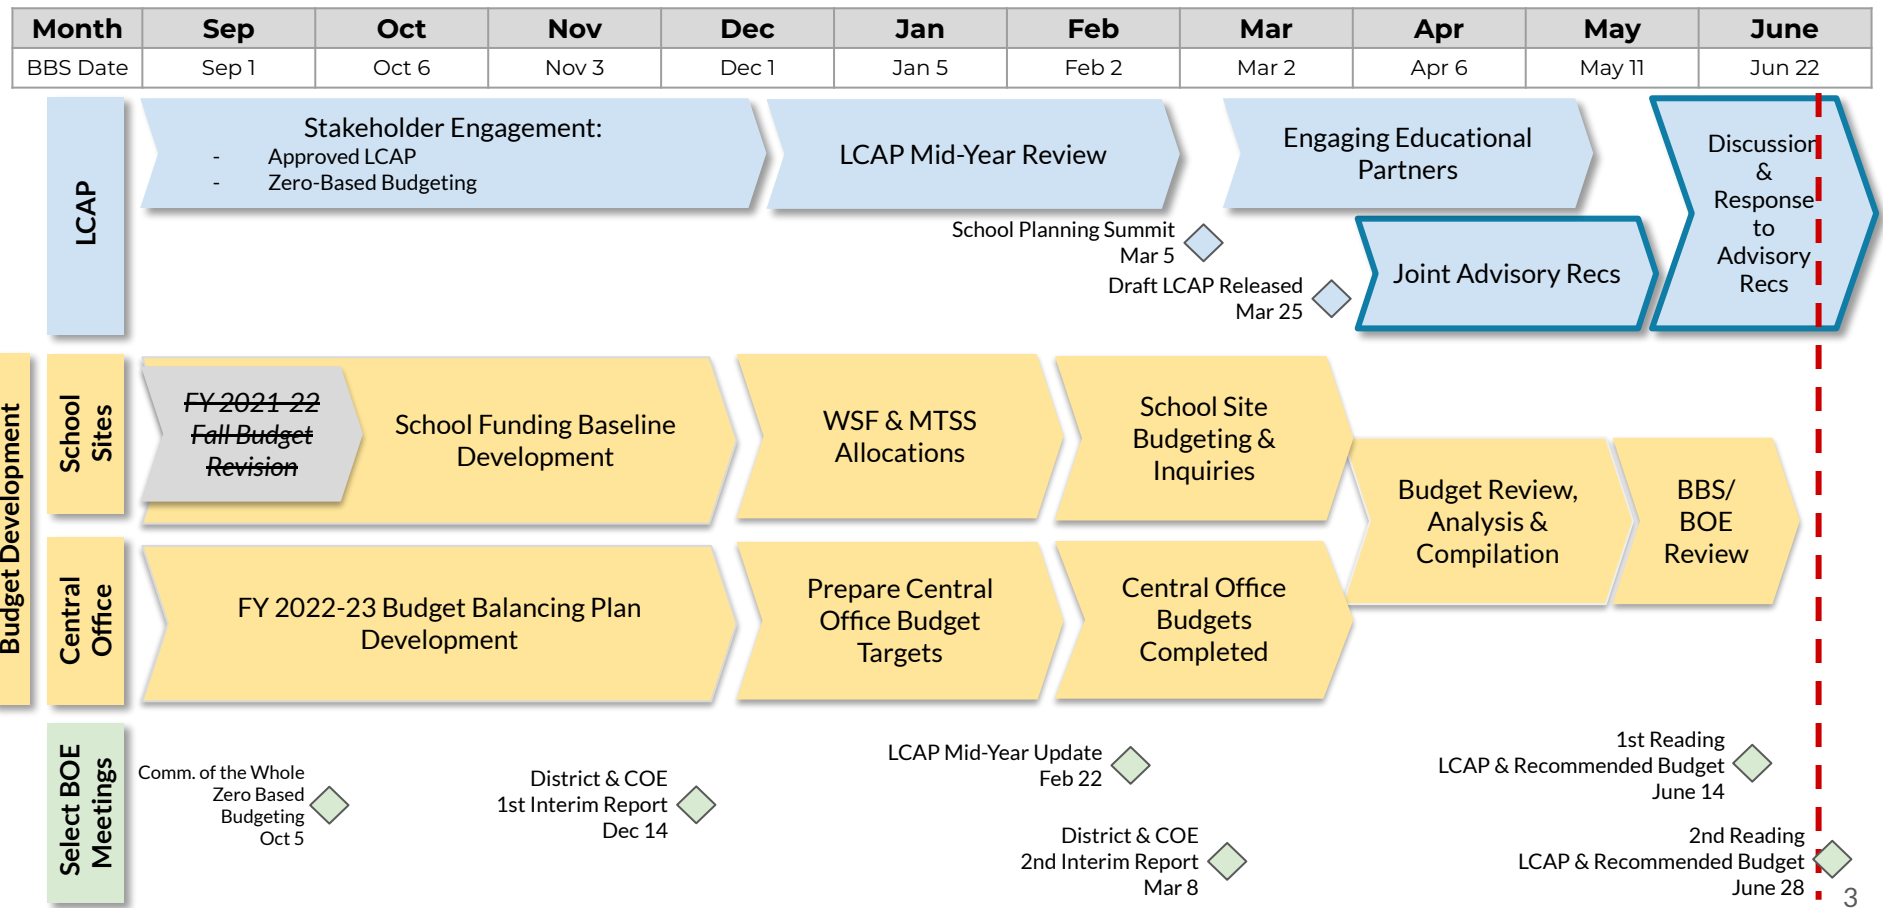 Month Sep Oct Nov Dec Jan Feb Mar Apr May June
BBS Date Sep 1 Oct 6 Nov 3 Dec 1 Jan 5 Feb 2 Mar 2 Apr 6 May 11 Jun 22
LCAP
Stakeholder Engagement:
- Approved LCAP
- Zero-Based Budgeting
LCAP Mid-Year Review
Engaging Educational
Partners
Discussion
&
Response
to
Advisory
Recs
School Planning Summit
Mar 5
Draft LCAP Released
Mar 25
Joint Advisory Recs
Budget Development
School
Sites
FY 2021-22
Fall Budget
Revision
School Funding Baseline
Development
WSF & MTSS
Allocations
School Site
Budgeting &
Inquiries
Budget Review,
Analysis &
Compilation
BBS/
BOE
Review
Central
Office
FY 2022-23 Budget Balancing Plan
Development
Prepare Central
Office Budget
Targets
Central Office
Budgets
Completed
Select BOE
Meetings
Comm. of the Whole
Zero Based
Budgeting
Oct 5
District & COE
1st Interim Report
Dec 14
LCAP Mid-Year Update
Feb 22
District & COE
2nd Interim Report
Mar 8
1st Reading
LCAP & Recommended Budget
June 14
2nd Reading
LCAP & Recommended Budget
June 28
3